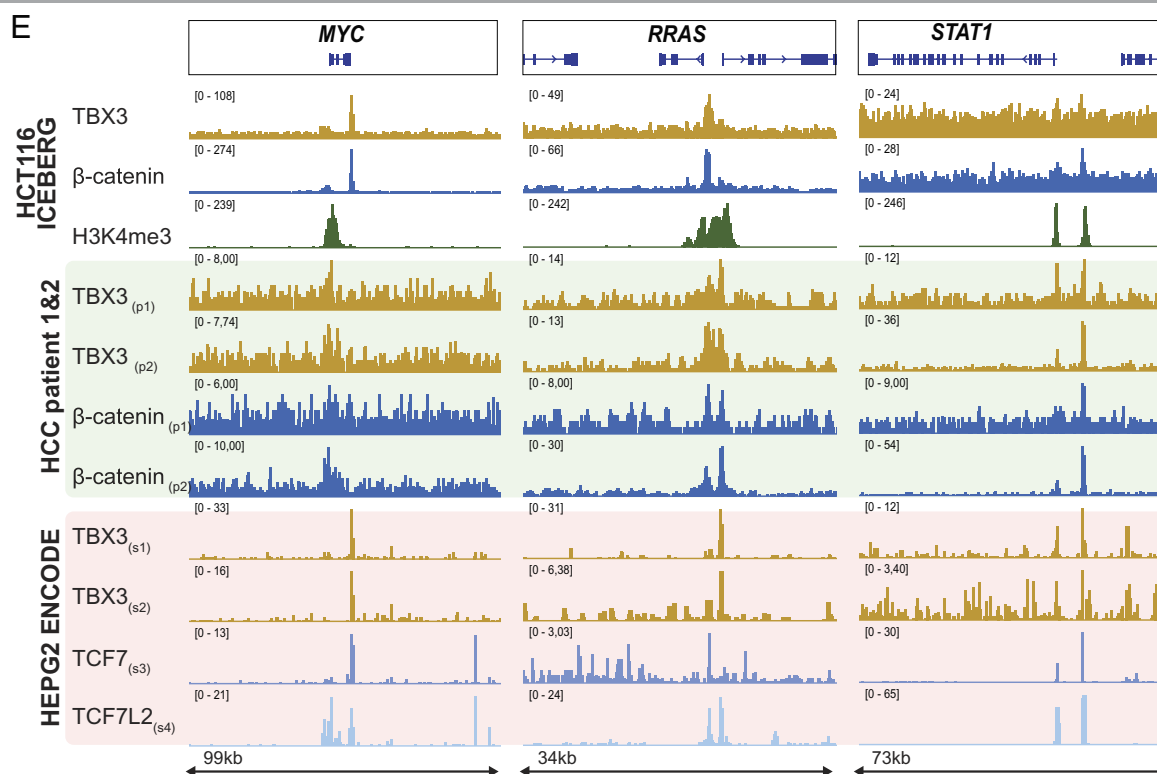 E
MYC RRAS STAT1
HCT116 ICEBERG
TBX3 [0 - 108] [0 - 49] [0 - 24]
β-catenin [0 - 274] [0 - 66] [0 - 28]
H3K4me3 [0 - 239] [0 - 242] [0 - 246]
HCC patient 1&2
TBX3 (p1) [0 - 8,00] [0 - 14] [0 - 12]
TBX3 (p2) [0 - 7,74] [0 - 13] [0 - 36]
β-catenin (p1) [0 - 6,00] [0 - 8,00] [0 - 9,00]
β-catenin (p2) [0 - 10,00] [0 - 30] [0 - 54]
HEPG2 ENCODE
TBX3 (s1) [0 - 33] [0 - 31] [0 - 12]
TBX3 (s2) [0 - 16] [0 - 6,38] [0 - 3,40]
TCF7 (s3) [0 - 13] [0 - 3,03] [0 - 30]
TCF7L2 (s4) [0 - 21] [0 - 24] [0 - 65]
99kb 34kb 73kb